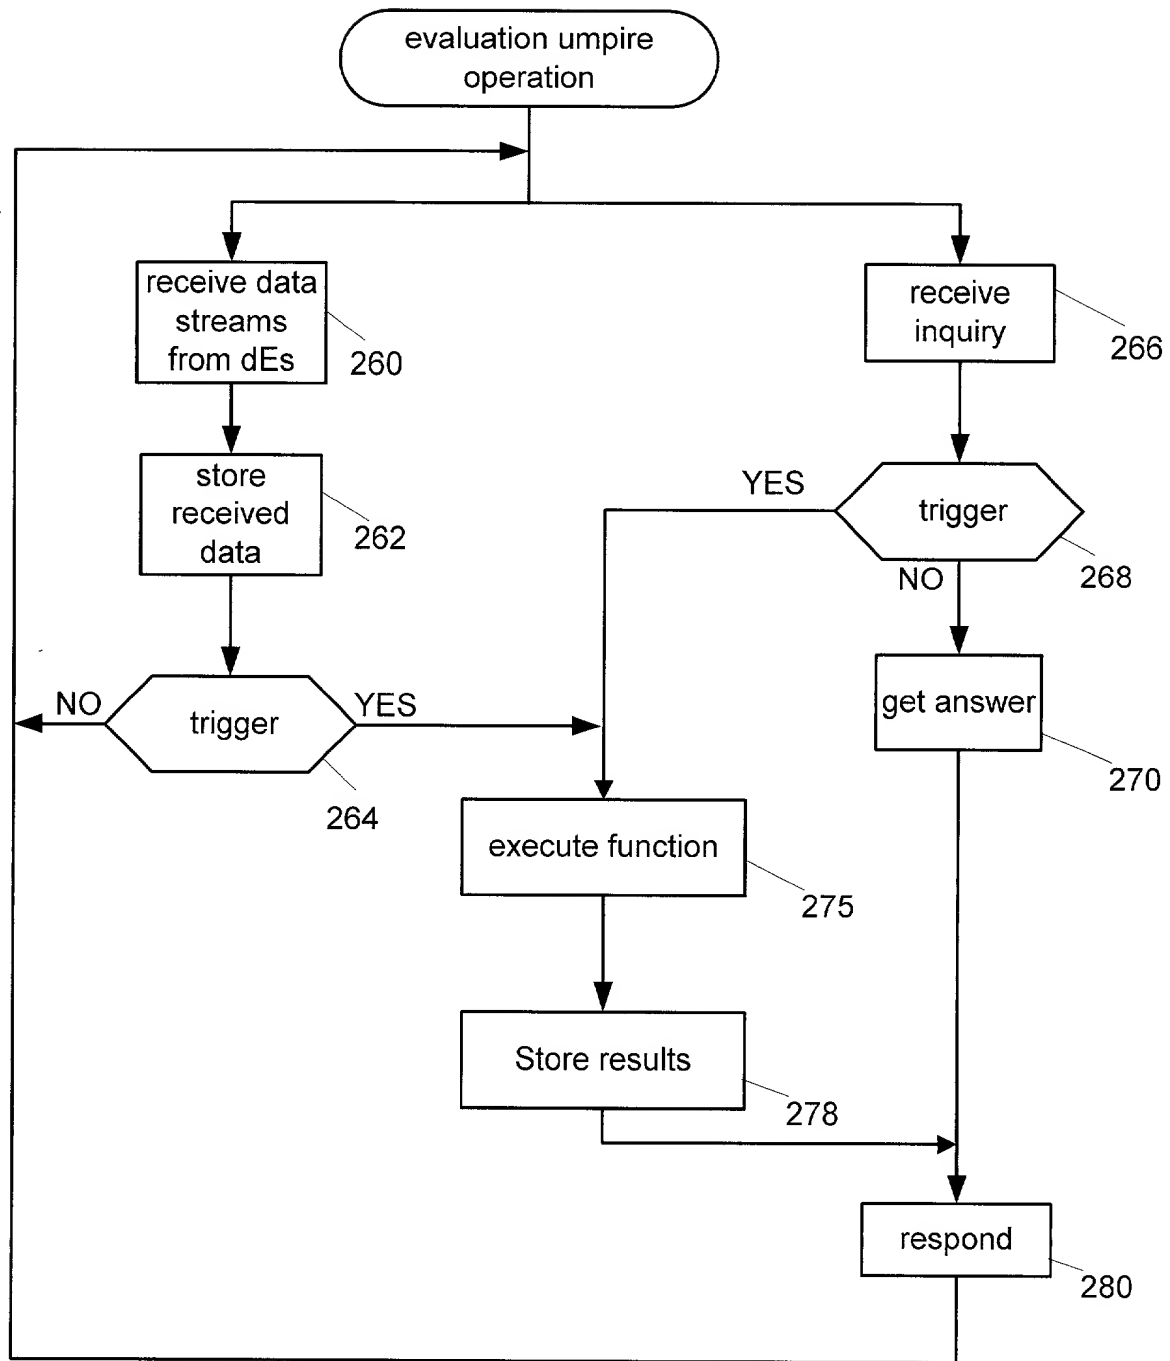 evaluation umpire
operation
receive data
streams
from dEs
260
receive
inquiry
266
store
received
data
262
YES
trigger
268
NO
NO
trigger
YES
264
get answer
270
execute function
275
Store results
278
respond
280